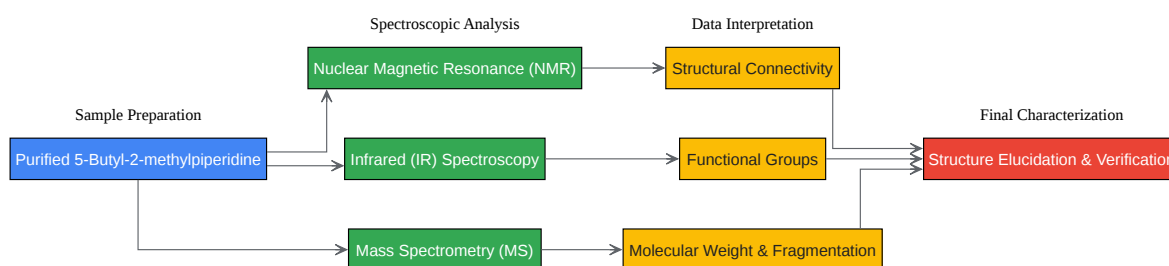 Spectroscopic Analysis
Data Interpretation
Nuclear Magnetic Resonance (NMR)
Structural Connectivity
Sample Preparation
Final Characterization
Purified 5-Butyl-2-methylpiperidine
Infrared (IR) Spectroscopy
Functional Groups
Structure Elucidation & Verification
Mass Spectrometry (MS)
Molecular Weight & Fragmentation